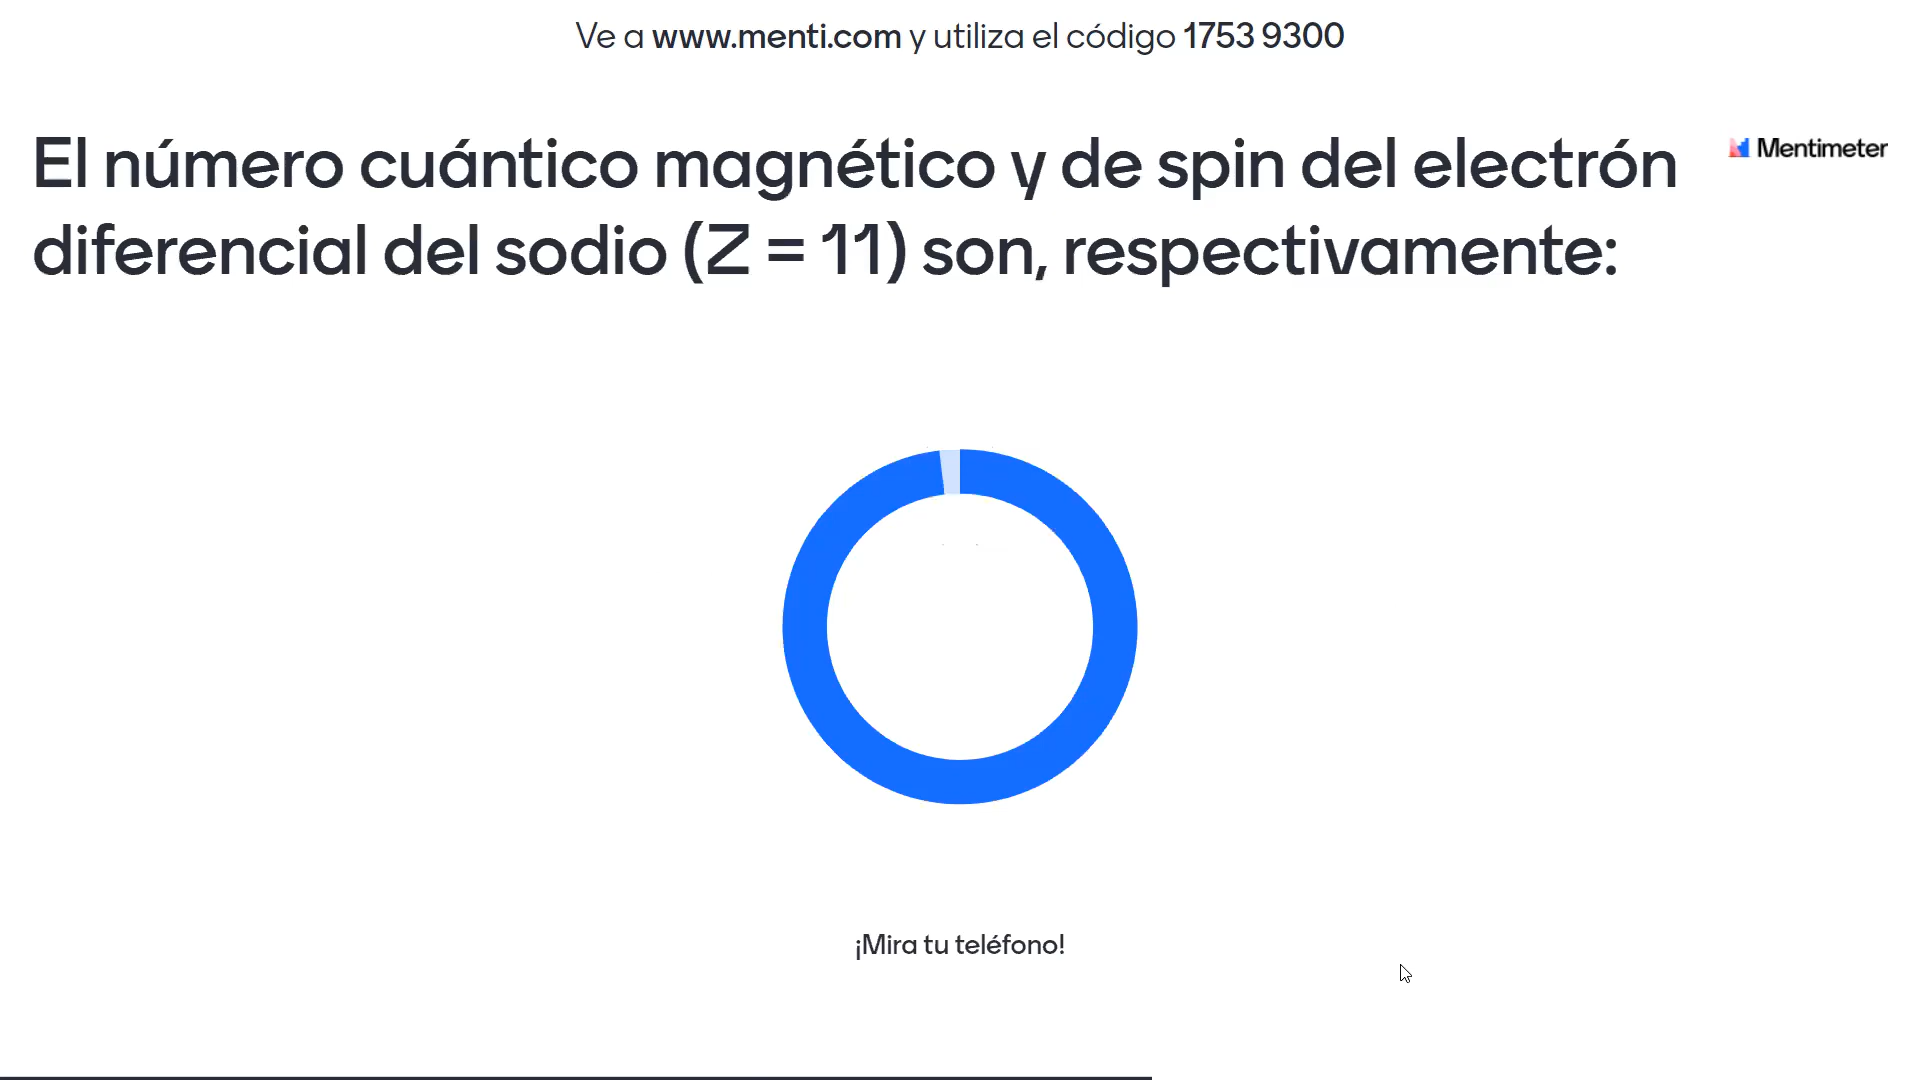 Ve a www.menti.com y utiliza el código 1753 9300
El número cuántico magnético y de spin del electrón
diferencial del sodio (Z = 11) son, respectivamente:
Mentimeter
¡Mira tu teléfono!